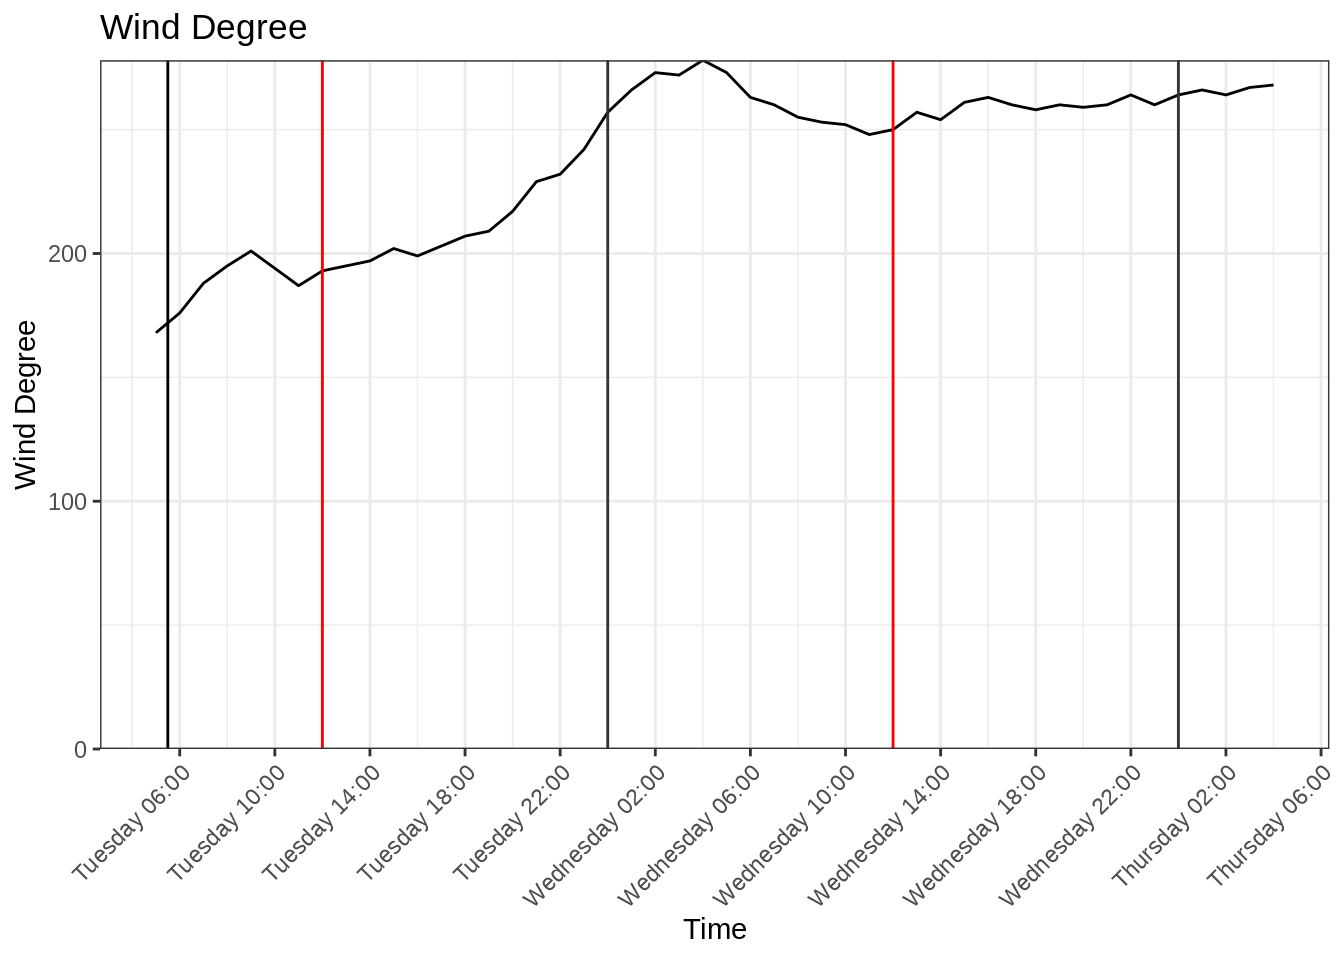 Wind Degree
Wind Degree
200
100
0
Tuesday 06:00
Tuesday 10:00
Tuesday 14:00
Tuesday 18:00
Tuesday 22:00
Wednesday 02:00
Wednesday 06:00
Wednesday 10:00
Wednesday 14:00
Wednesday 18:00
Wednesday 22:00
Thursday 02:00
Thursday 06:00
Time